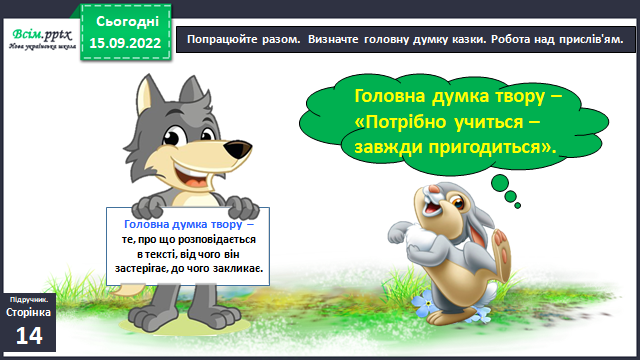 Всім.pptx
Нова українська школа
Сьогодні
15.09.2022
Попрацюйте разом. Визначте головну думку казки. Робота над прислів'ям.
Головна думка твору –
«Потрібно учиться –
завжди пригодиться».
Головна думка твору –
те, про що розповідається
в тексті, від чого він
застерігає, до чого закликає.
Підручник.
Сторінка
14